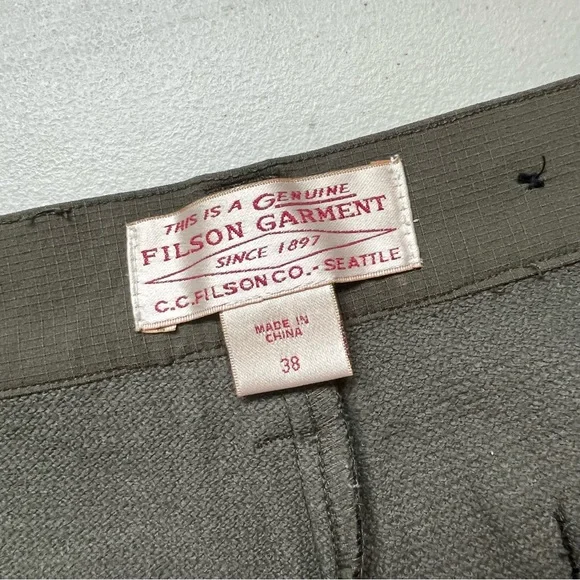 THIS IS A GENUINE
FILSON GARMENT
SINCE 1897
C.C.FILSON CO.-SEATTLE
MADE IN
CHINA
38